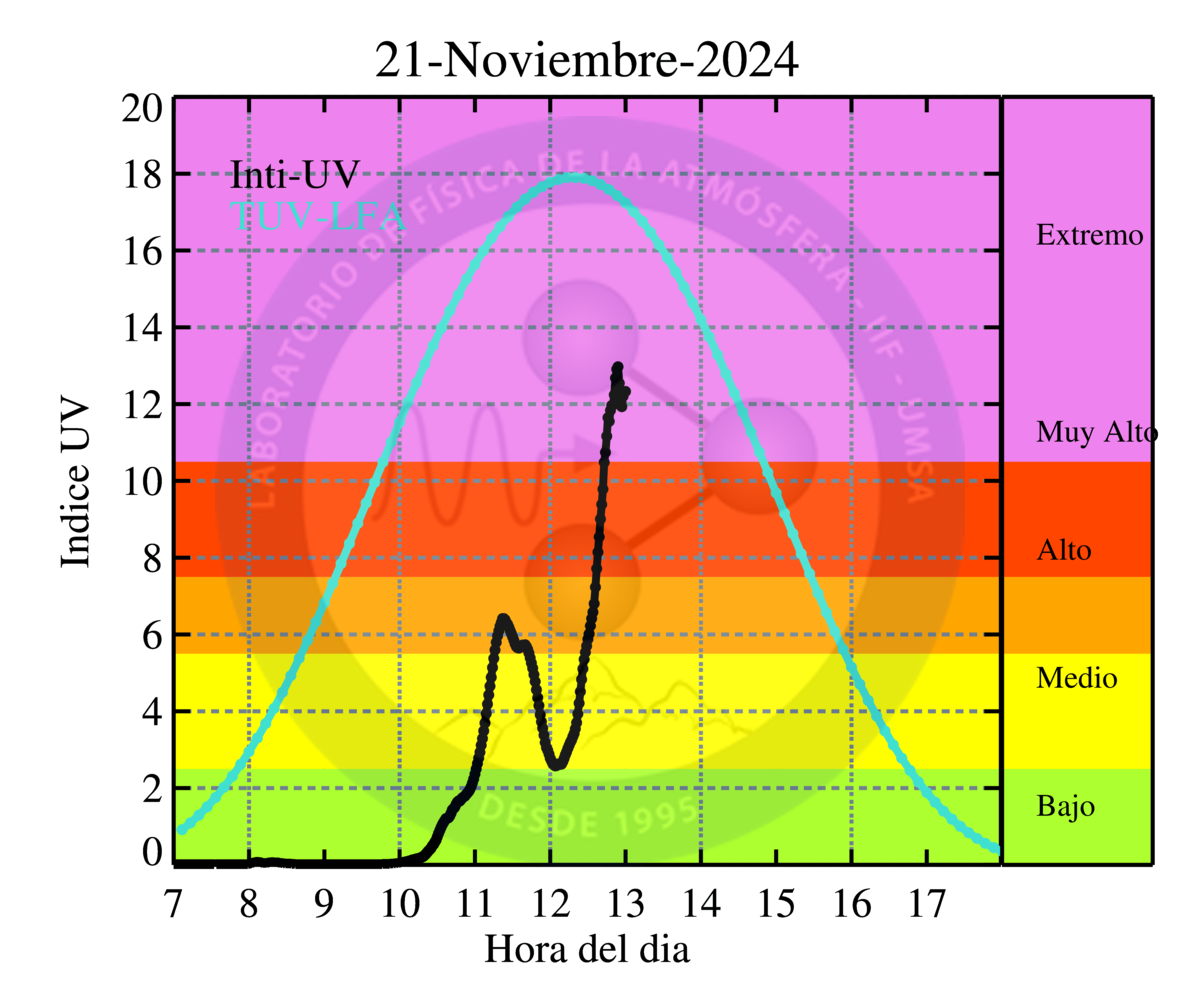 21-Noviembre-2024
Indice UV
20
18
16
14
12
10
8
6
4
2
0
Inti-UV
TUV-LFA
LABORATORIO DE FÍSICA DE LA ATMÓSFERA - IIF - UMSA
DESDE 1995
Extremo
Muy Alto
Alto
Medio
Bajo
7 8 9 10 11 12 13 14 15 16 17
Hora del dia